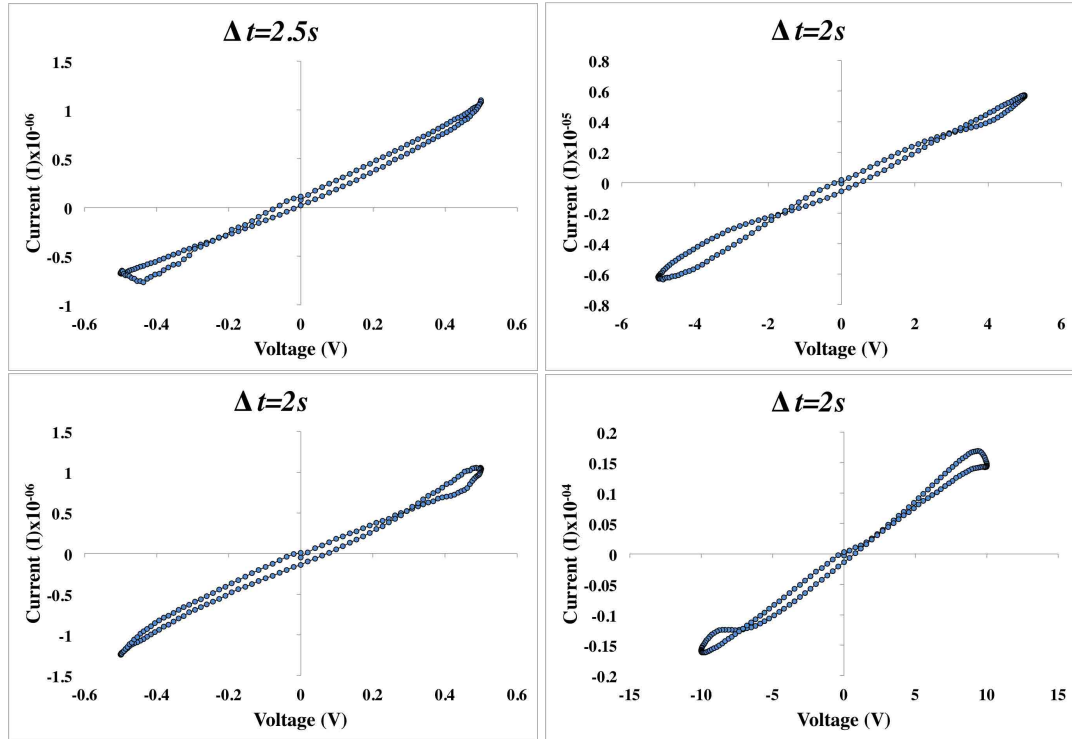 Δ t=2.5s
Current (I)x10-06
1.5
1
0.5
0
-0.5
-1
-0.6 -0.4 -0.2 0 0.2 0.4 0.6
Voltage (V)
Δ t=2s
Current (I)x10-05
0.8
0.6
0.4
0.2
0
-0.2
-0.4
-0.6
-0.8
-6 -4 -2 0 2 4 6
Voltage (V)
Δ t=2s
Current (I)x10-06
1.5
1
0.5
0
-0.5
-1
-1.5
-0.6 -0.4 -0.2 0 0.2 0.4 0.6
Voltage (V)
Δ t=2s
Current (I)x10-04
0.2
0.15
0.1
0.05
0
-0.05
-0.1
-0.15
-0.2
-15 -10 -5 0 5 10 15
Voltage (V)